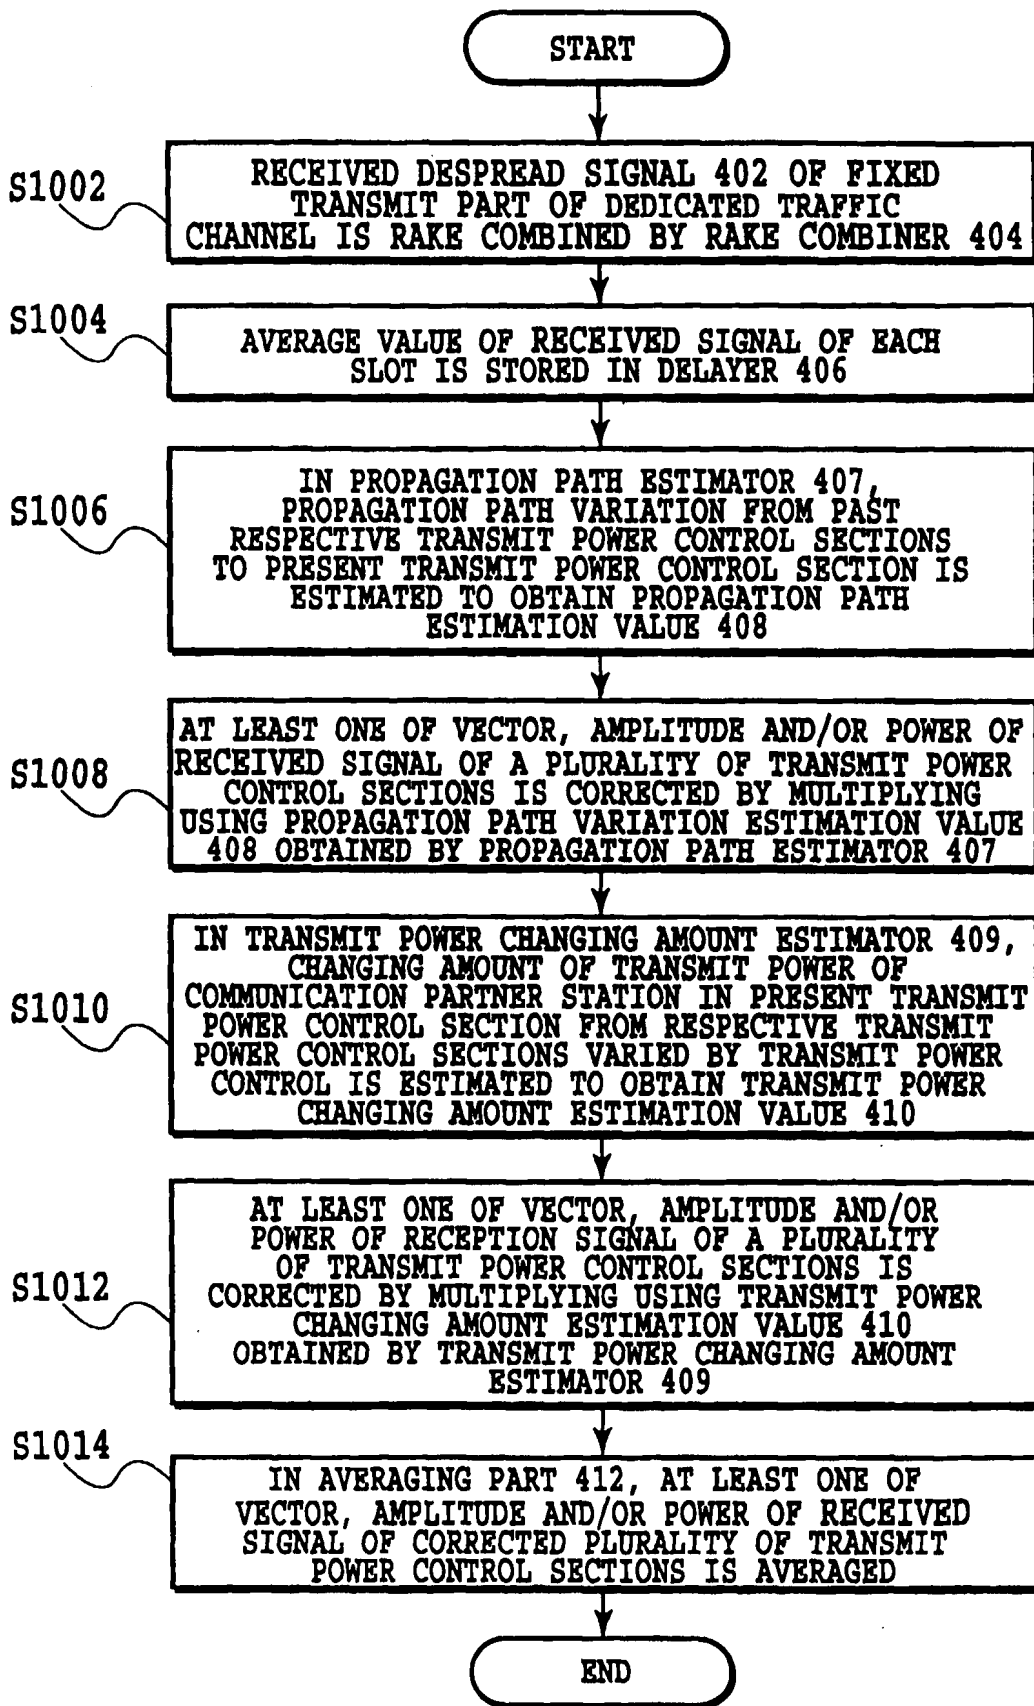 START
S1002
RECEIVED DESPREAD SIGNAL 402 OF FIXED
TRANSMIT PART OF DEDICATED TRAFFIC
CHANNEL IS RAKE COMBINED BY RAKE COMBINER 404
S1004
AVERAGE VALUE OF RECEIVED SIGNAL OF EACH
SLOT IS STORED IN DELAYER 406
S1006
IN PROPAGATION PATH ESTIMATOR 407,
PROPAGATION PATH VARIATION FROM PAST
RESPECTIVE TRANSMIT POWER CONTROL SECTIONS
TO PRESENT TRANSMIT POWER CONTROL SECTION IS
ESTIMATED TO OBTAIN PROPAGATION PATH
ESTIMATION VALUE 408
S1008
AT LEAST ONE OF VECTOR, AMPLITUDE AND/OR POWER OF
RECEIVED SIGNAL OF A PLURALITY OF TRANSMIT POWER
CONTROL SECTIONS IS CORRECTED BY MULTIPLYING
USING PROPAGATION PATH VARIATION ESTIMATION VALUE
408 OBTAINED BY PROPAGATION PATH ESTIMATOR 407
S1010
IN TRANSMIT POWER CHANGING AMOUNT ESTIMATOR 409,
CHANGING AMOUNT OF TRANSMIT POWER OF
COMMUNICATION PARTNER STATION IN PRESENT TRANSMIT
POWER CONTROL SECTION FROM RESPECTIVE TRANSMIT
POWER CONTROL SECTIONS VARIED BY TRANSMIT POWER
CONTROL IS ESTIMATED TO OBTAIN TRANSMIT POWER
CHANGING AMOUNT ESTIMATION VALUE 410
S1012
AT LEAST ONE OF VECTOR, AMPLITUDE AND/OR
POWER OF RECEPTION SIGNAL OF A PLURALITY
OF TRANSMIT POWER CONTROL SECTIONS IS
CORRECTED BY MULTIPLYING USING TRANSMIT POWER
CHANGING AMOUNT ESTIMATION VALUE 410
OBTAINED BY TRANSMIT POWER CHANGING AMOUNT
ESTIMATOR 409
S1014
IN AVERAGING PART 412, AT LEAST ONE OF
VECTOR, AMPLITUDE AND/OR POWER OF RECEIVED
SIGNAL OF CORRECTED PLURALITY OF TRANSMIT
POWER CONTROL SECTIONS IS AVERAGED
END